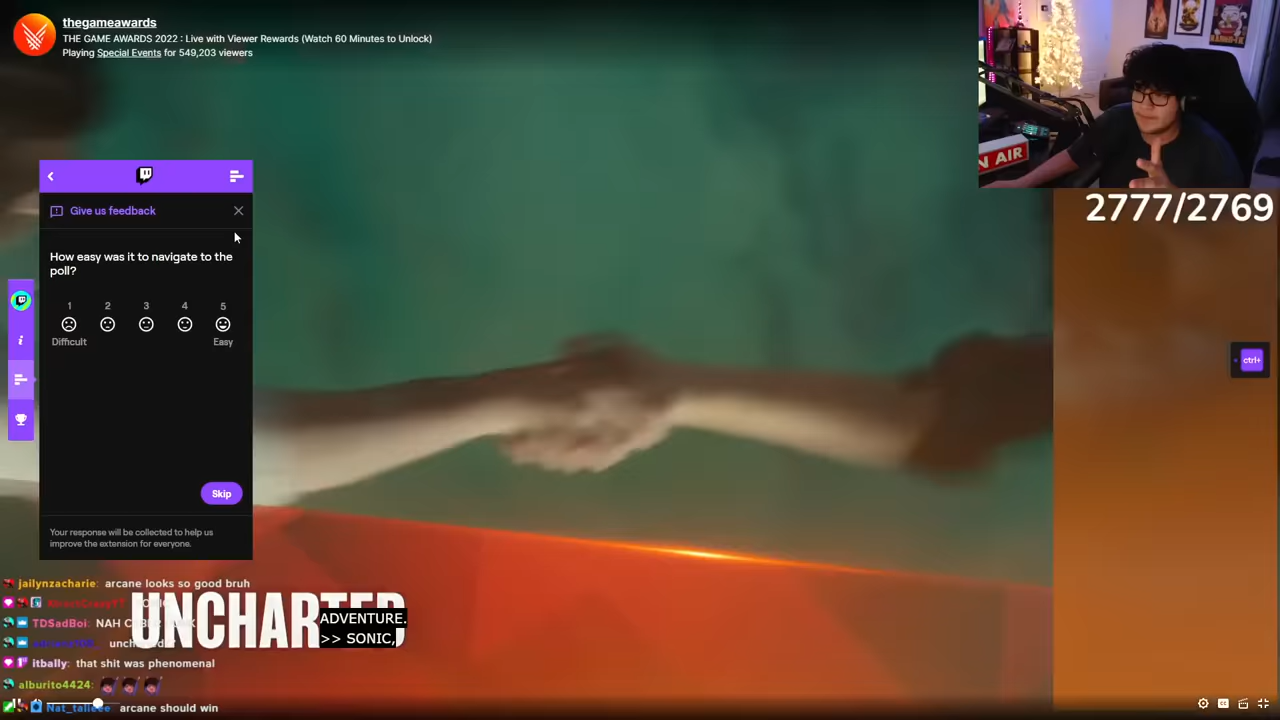 thegameawards
THE GAME AWARDS 2022 : Live with Viewer Rewards (Watch 60 Minutes to Unlock)
Playing Special Events for 549,203 viewers
ON AIR
2777/2769
Give us feedback
How easy was it to navigate to the
poll?
1 2 3 4 5
Difficult Easy
Skip
Your response will be collected to help us
improve the extension for everyone.
ctrl+
jailynzacharie: arcane looks so good bruh
TDSadBoi: NAH
itbally: that shit was phenomenal
alburito4424:
Nat_talieee arcane should win
UNCHARTED
ADVENTURE.
>> SONIC,